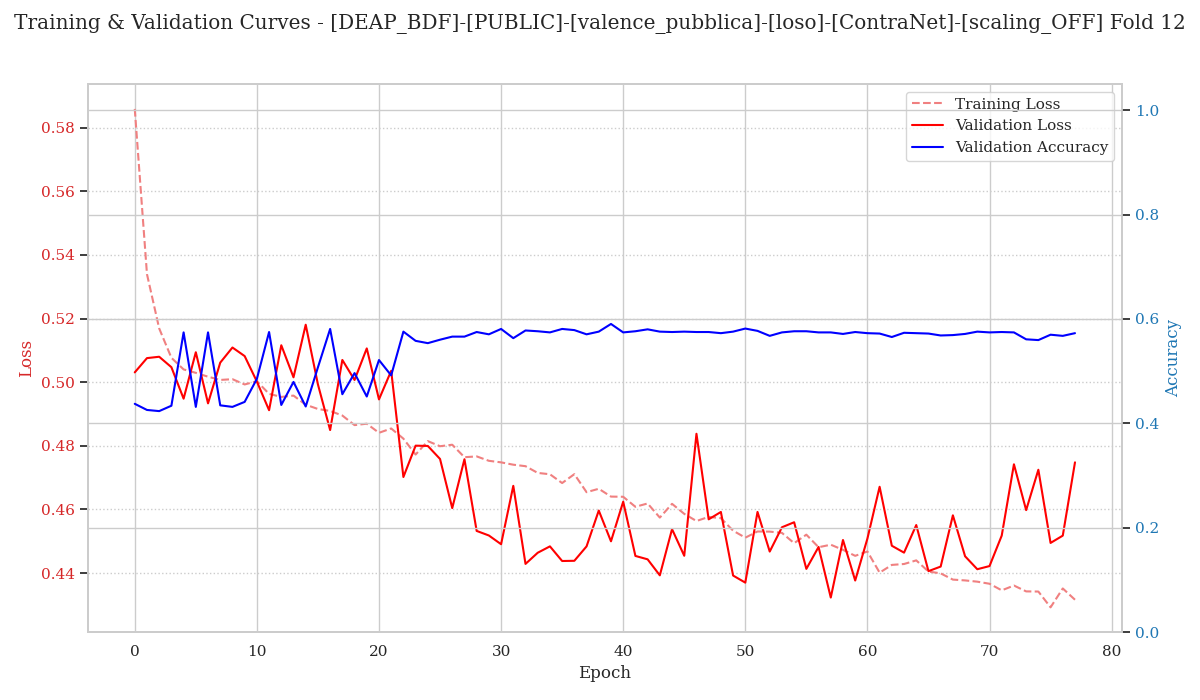 Training & Validation Curves - [DEAP_BDF]-[PUBLIC]-[valence_pubblica]-[loso]-[ContraNet]-[scaling_OFF] Fold 12
Training Loss
Validation Loss
Validation Accuracy
Loss
0.58
0.56
0.54
0.52
0.50
0.48
0.46
0.44
1.0
0.8
0.6
0.4
0.2
0.0
Accuracy
0 10 20 30 40 50 60 70 80
Epoch